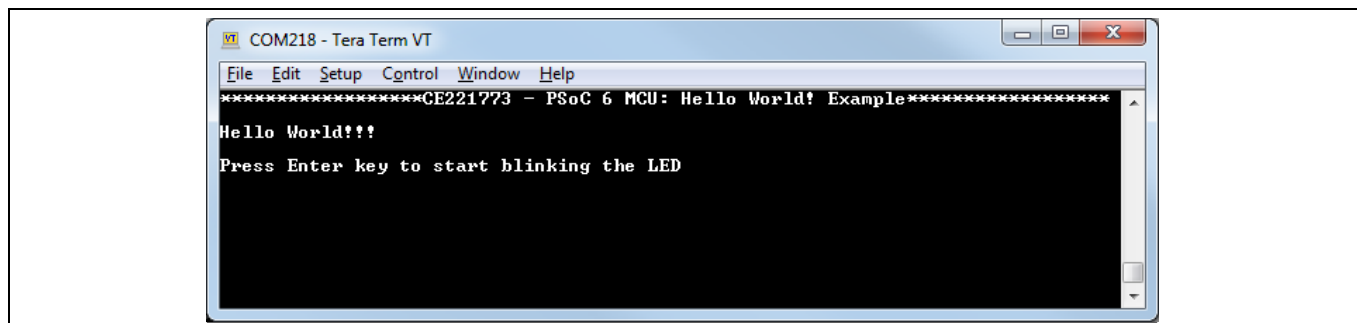 COM218 - Tera Term VT
File Edit Setup Control Window Help
******************CE221773 - PSoC 6 MCU: Hello World! Example******************
Hello World!!!
Press Enter key to start blinking the LED